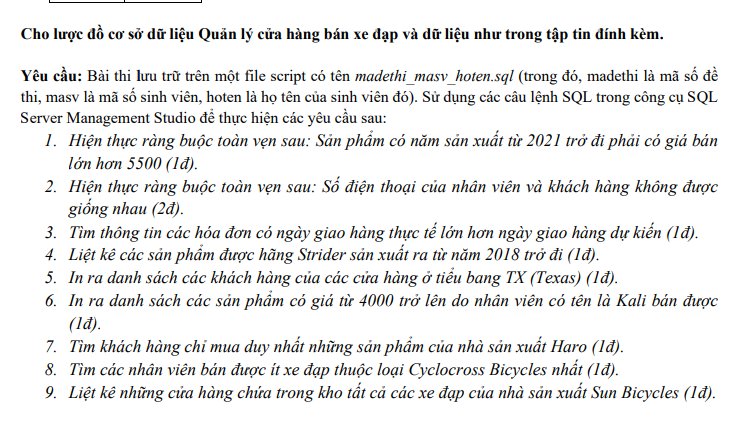 Cho lược đồ cơ sở dữ liệu Quản lý cửa hàng bán xe đạp và dữ liệu như trong tập tin đính kèm.
Yêu cầu: Bài thi lưu trữ trên một file script có tên madethi_masv_hoten.sql (trong đó, madethi là mã số đề
thi, masv là mã số sinh viên, hoten là họ tên của sinh viên đó). Sử dụng các câu lệnh SQL trong công cụ SQL
Server Management Studio để thực hiện các yêu cầu sau:
1. Hiện thực ràng buộc toàn vẹn sau: Sản phẩm có năm sản xuất từ 2021 trở đi phải có giá bán
lớn hơn 5500 (1đ).
2. Hiện thực ràng buộc toàn vẹn sau: Số điện thoại của nhân viên và khách hàng không được
giống nhau (2đ).
3. Tìm thông tin các hóa đơn có ngày giao hàng thực tế lớn hơn ngày giao hàng dự kiến (1đ).
4. Liệt kê các sản phẩm được hãng Strider sản xuất ra từ năm 2018 trở đi (1đ).
5. In ra danh sách các khách hàng của các cửa hàng ở tiểu bang TX (Texas) (1đ).
6. In ra danh sách các sản phẩm có giá từ 4000 trở lên do nhân viên có tên là Kali bán được
(1đ).
7. Tìm khách hàng chỉ mua duy nhất những sản phẩm của nhà sản xuất Haro (1đ).
8. Tìm các nhân viên bán được ít xe đạp thuộc loại Cyclocross Bicycles nhất (1đ).
9. Liệt kê những cửa hàng chứa trong kho tất cả các xe đạp của nhà sản xuất Sun Bicycles (1đ).